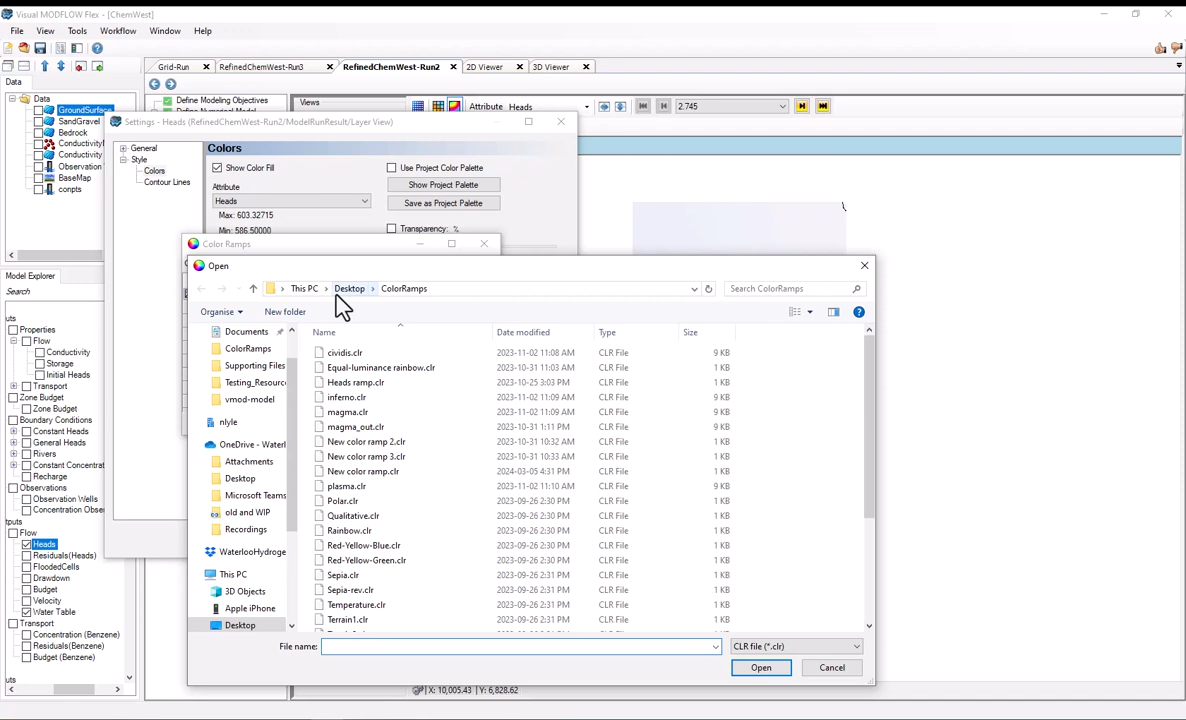 Visual MODFLOW Flex - [ChemWest]
File View Tools Workflow Window Help
Grid-Run RefinedChemWest-Run3 RefinedChemWest-Run2 2D Viewer 3D Viewer
Data
Data
GroundSurface
SandGravel
Bedrock
Conductivity
Observation
BaseMap
conpts
Define Modeling Objectives
Views
Attribute Heads
2.745
Settings - Heads (RefinedChemWest-Run2/ModelRunResult/Layer View)
General
Style
Colors
Contour Lines
Colors
Show Color Fill
Use Project Color Palette
Attribute
Show Project Palette
Heads
Save as Project Palette
Max: 603.32715
Min: 586.50000
Transparency: %
Color Ramps
Open
This PC › Desktop › ColorRamps
Search ColorRamps
Organise
New folder
Documents
ColorRamps
Supporting Files
Testing_Resource
vmod-model
nlyle
OneDrive - Waterl
Attachments
Desktop
Microsoft Teams
old and WIP
Recordings
WaterlooHydroge
This PC
3D Objects
Apple iPhone
Desktop
Name Date modified Type Size
cividis.clr 2023-11-02 11:08 AM CLR File 9 KB
Equal-luminance rainbow.clr 2023-10-31 11:03 AM CLR File 1 KB
Heads ramp.clr 2023-10-25 3:03 PM CLR File 1 KB
inferno.clr 2023-11-02 11:09 AM CLR File 9 KB
magma.clr 2023-11-02 11:09 AM CLR File 9 KB
magma_out.clr 2023-10-31 1:11 PM CLR File 9 KB
New color ramp 2.clr 2023-10-31 10:32 AM CLR File 1 KB
New color ramp 3.clr 2023-10-31 10:33 AM CLR File 1 KB
New color ramp.clr 2024-03-05 4:31 PM CLR File 1 KB
plasma.clr 2023-11-02 11:10 AM CLR File 9 KB
Polar.clr 2023-09-26 2:30 PM CLR File 1 KB
Qualitative.clr 2023-09-26 2:30 PM CLR File 1 KB
Rainbow.clr 2023-09-26 2:30 PM CLR File 1 KB
Red-Yellow-Blue.clr 2023-09-26 2:30 PM CLR File 1 KB
Red-Yellow-Green.clr 2023-09-26 2:30 PM CLR File 1 KB
Sepia.clr 2023-09-26 2:31 PM CLR File 1 KB
Sepia-rev.clr 2023-09-26 2:31 PM CLR File 1 KB
Temperature.clr 2023-09-26 2:31 PM CLR File 1 KB
Terrain1.clr 2023-09-26 2:31 PM CLR File 1 KB
File name:
CLR file (*.clr)
Open Cancel
Model Explorer
Search
uts
Properties
Flow
Conductivity
Storage
Initial Heads
Transport
Zone Budget
Zone Budget
Boundary Conditions
Constant Heads
General Heads
Rivers
Constant Concentrat
Recharge
Observations
Observation Wells
Concentration Obse
tputs
Flow
Heads
Residuals(Heads)
FloodedCells
Drawdown
Budget
Velocity
Water Table
Transport
Concentration (Benzene)
Residuals(Benzene)
Budget (Benzene)
uts
X: 10,005.43 | Y: 6,828.62